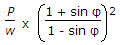 p/w x ((1 + sin φ)/(1 - sin φ))²